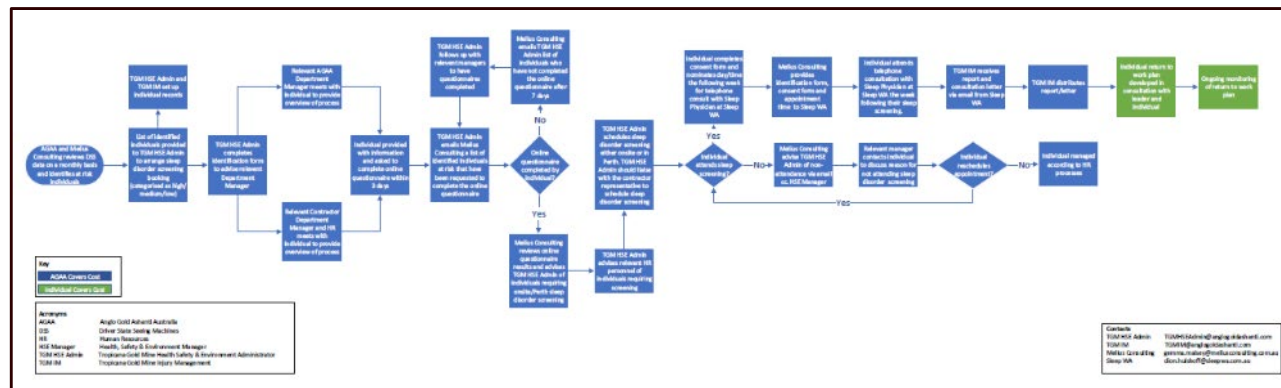 AGAA and Melius
Consulting reviews DSS
data on a monthly basis
and identifies at risk
individuals
TGM HSE Admin and
TGM IM set up
individual records
List of identified
individuals provided
to TGM HSE Admin to
arrange sleep
disorder screening
booking
(categorised as high/
medium/low)
TGM HSE Admin
completes
identification form
to advise relevant
Department Manager
Relevant AGAA
Department
Manager meets with
individual to provide
overview of process
Relevant Contractor
Department
Manager and HR
meets with
individual to provide
overview of process
Individual provided
with information
and asked to
complete online
questionnaire within
3 days
TGM HSE Admin
follows up with
relevant managers
to have
questionnaires
completed
TGM HSE Admin
emails Melius
Consulting a list of
identified individuals
at risk that have
been requested to
complete the online
questionnaire
Melius Consulting
emails TGM HSE
Admin list of
individuals who
have not completed
the online
questionnaire after
7 days
No
Online
questionnaire
completed by
individual?
Yes
Melius Consulting
reviews online
questionnaire
results and advises
TGM HSE Admin of
individuals requiring
onsite/Perth sleep
disorder screening
TGM HSE Admin
advises relevant HR
personnel of
individuals requiring
screening
TGM HSE Admin
schedules sleep
disorder screening
either onsite or in
Perth. TGM HSE
Admin should liaise
with the contractor
representative to
schedule sleep
disorder screening
Individual completes
consent form and
nominates day/time
the following week
for telephone
consult with Sleep
Physician at Sleep
WA
Yes
Individual
attends sleep
screening?
No
Melius Consulting
provides
identification form,
consent form and
appointment
time to Sleep WA
Individual attends
telephone
consultation with
Sleep Physician at
Sleep WA the week
following their sleep
screening.
TGM IM receives
report and
consultation letter
via email from Sleep
WA
TGM IM distributes
report/letter
Individual return to
work plan
developed in
consultation with
leader and
individual
Ongoing monitoring
of return to work
plan
Melius Consulting
advise TGM HSE
Admin of non-
attendance via email
cc. HSE Manager
Relevant manager
contacts individual
to discuss reason for
not attending sleep
disorder screening
Individual
reschedules
appointment?
No
Individual managed
according to HR
processes
Yes
Key
AGAA Covers Cost
Individual Covers Cost
Acronyms
AGAA Anglo Gold Ashanti Australia
DSS Driver State Seeing Machines
HR Human Resources
HSE Manager Health, Safety & Environment Manager
TGM HSE Admin Tropicana Gold Mine Health Safety & Environment Administrator
TGM IM Tropicana Gold Mine Injury Management
Contacts
TGM HSE Admin TGMHSEAdmin@anglogoldashanti.com
TGM IM TGMIM@anglogoldashanti.com
Melius Consulting
Sleep WA